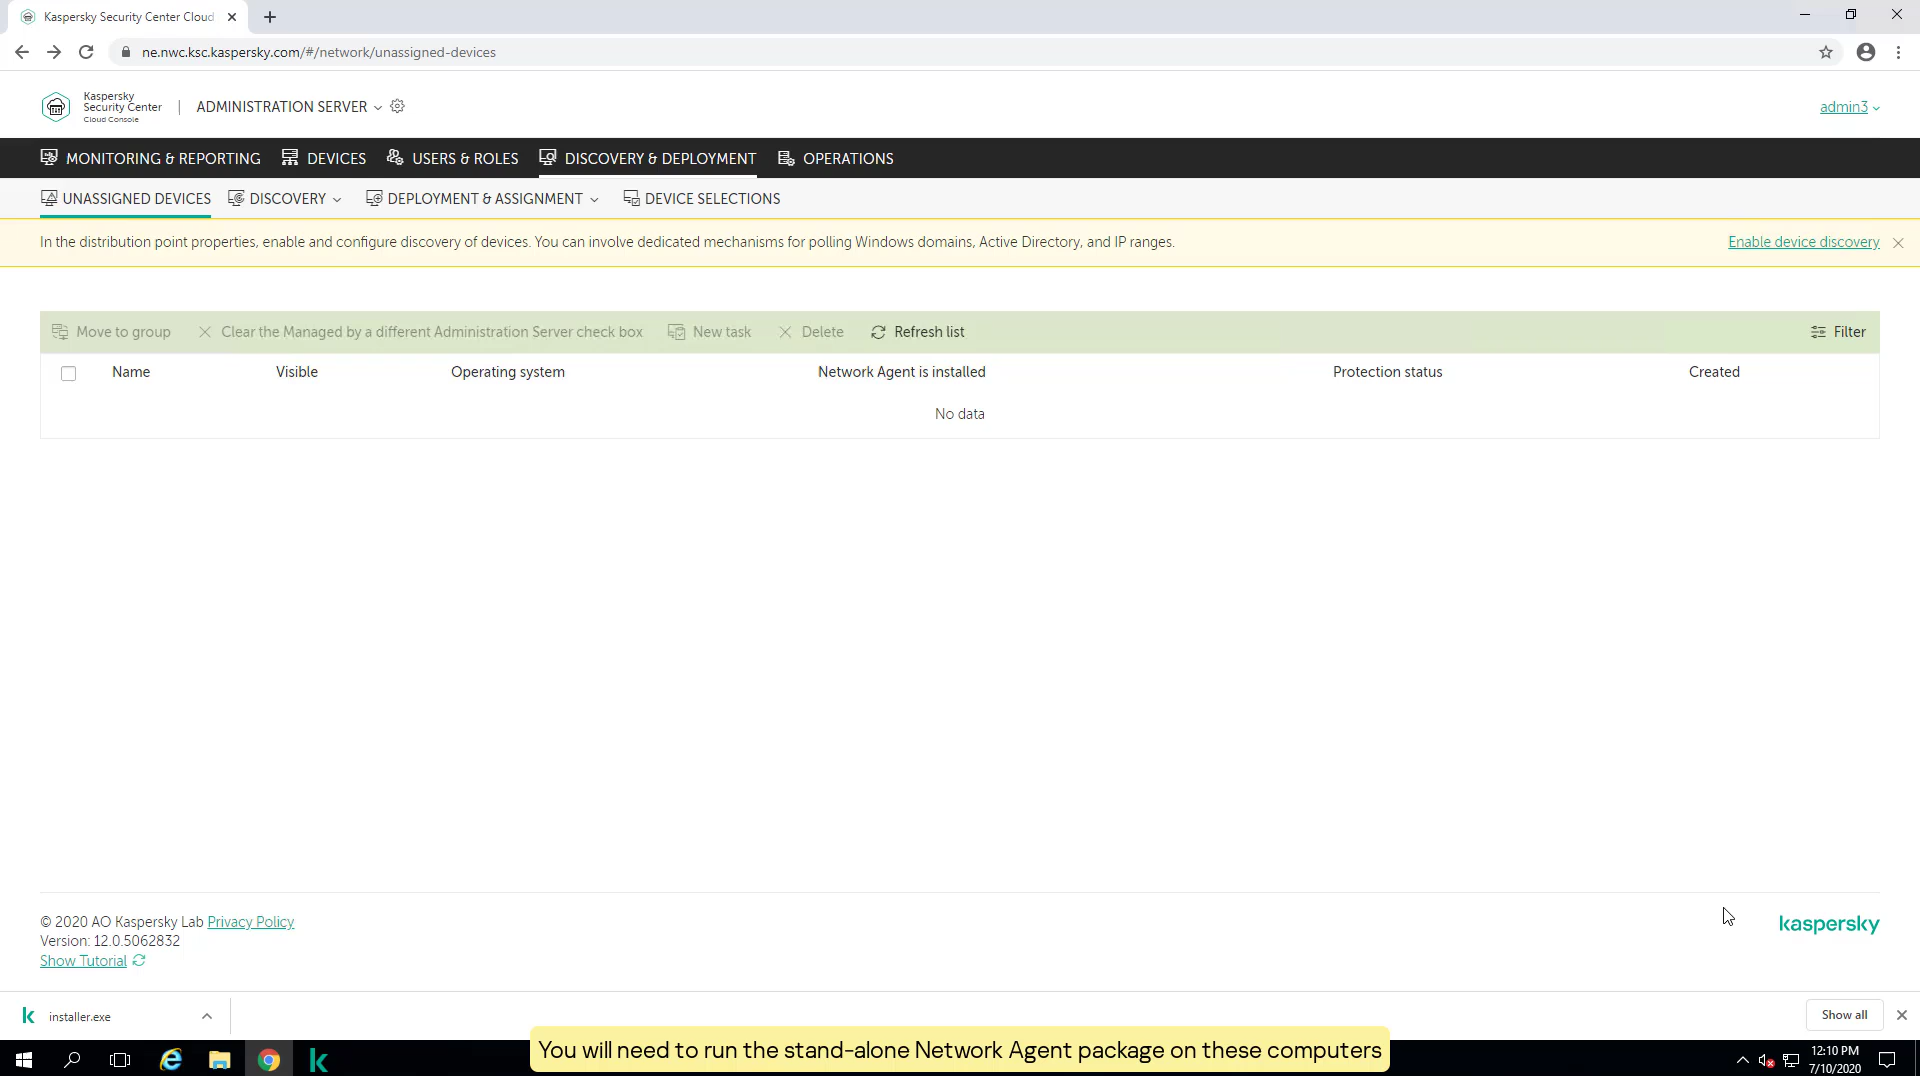 Kaspersky Security Center Cloud
ne.nwc.ksc.kaspersky.com/#/network/unassigned-devices
Kaspersky
Security Center
Cloud Console
ADMINISTRATION SERVER
admin3
MONITORING & REPORTING
DEVICES
USERS & ROLES
DISCOVERY & DEPLOYMENT
OPERATIONS
UNASSIGNED DEVICES
DISCOVERY
DEPLOYMENT & ASSIGNMENT
DEVICE SELECTIONS
In the distribution point properties, enable and configure discovery of devices. You can involve dedicated mechanisms for polling Windows domains, Active Directory, and IP ranges.
Enable device discovery
Move to group
Clear the Managed by a different Administration Server check box
New task
Delete
Refresh list
Filter
Name
Visible
Operating system
Network Agent is installed
Protection status
Created
No data
© 2020 AO Kaspersky Lab Privacy Policy
Version: 12.0.5062832
Show Tutorial
kaspersky
installer.exe
Show all
You will need to run the stand-alone Network Agent package on these computers
12:10 PM
7/10/2020